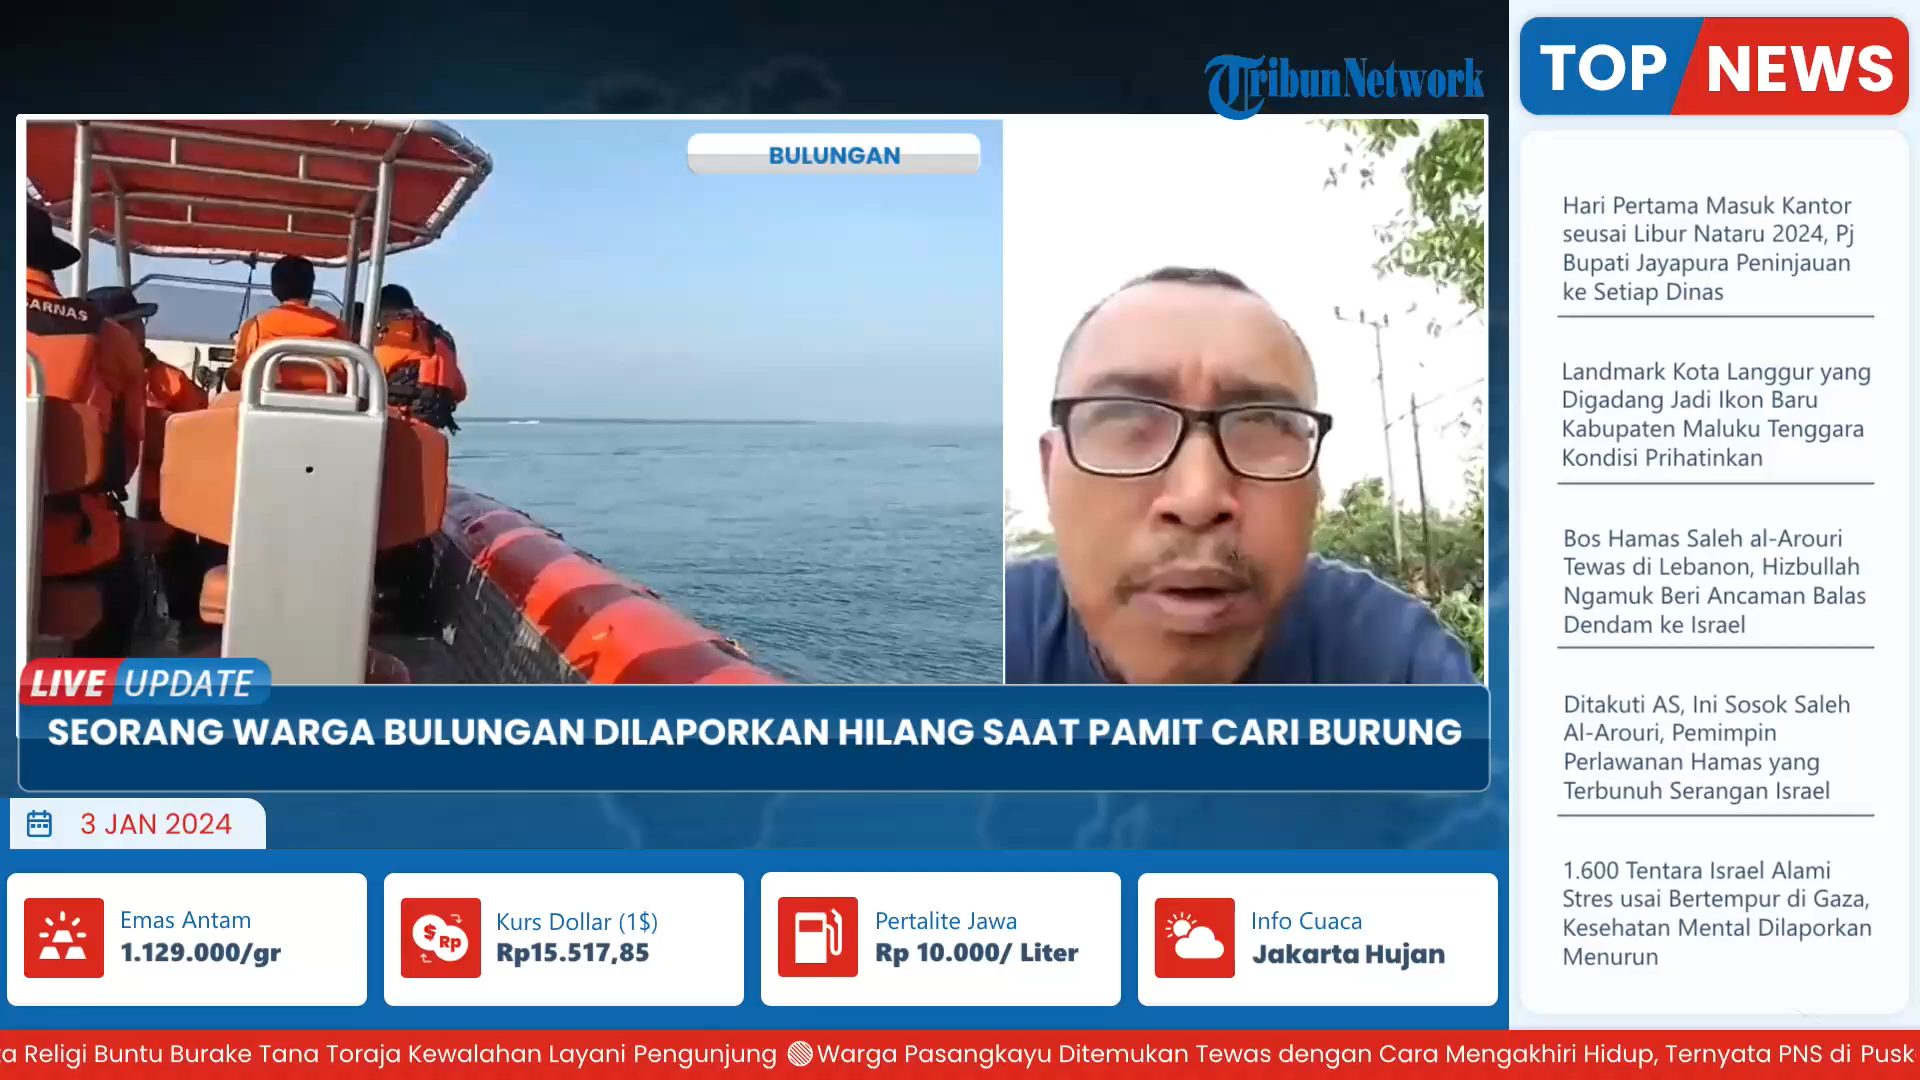 TribunNetwork
BULUNGAN
ARNAS
LIVE UPDATE
SEORANG WARGA BULUNGAN DILAPORKAN HILANG SAAT PAMIT CARI BURUNG
3 JAN 2024
Emas Antam
1.129.000/gr
Kurs Dollar (1$)
Rp15.517,85
Pertalite Jawa
Rp 10.000/ Liter
Info Cuaca
Jakarta Hujan
TOP NEWS
Hari Pertama Masuk Kantor
seusai Libur Nataru 2024, Pj
Bupati Jayapura Peninjauan
ke Setiap Dinas
Landmark Kota Langgur yang
Digadang Jadi Ikon Baru
Kabupaten Maluku Tenggara
Kondisi Prihatinkan
Bos Hamas Saleh al-Arouri
Tewas di Lebanon, Hizbullah
Ngamuk Beri Ancaman Balas
Dendam ke Israel
Ditakuti AS, Ini Sosok Saleh
Al-Arouri, Pemimpin
Perlawanan Hamas yang
Terbunuh Serangan Israel
1.600 Tentara Israel Alami
Stres usai Bertempur di Gaza,
Kesehatan Mental Dilaporkan
Menurun
a Religi Buntu Burake Tana Toraja Kewalahan Layani Pengunjung Warga Pasangkayu Ditemukan Tewas dengan Cara Mengakhiri Hidup, Ternyata PNS di Pusk